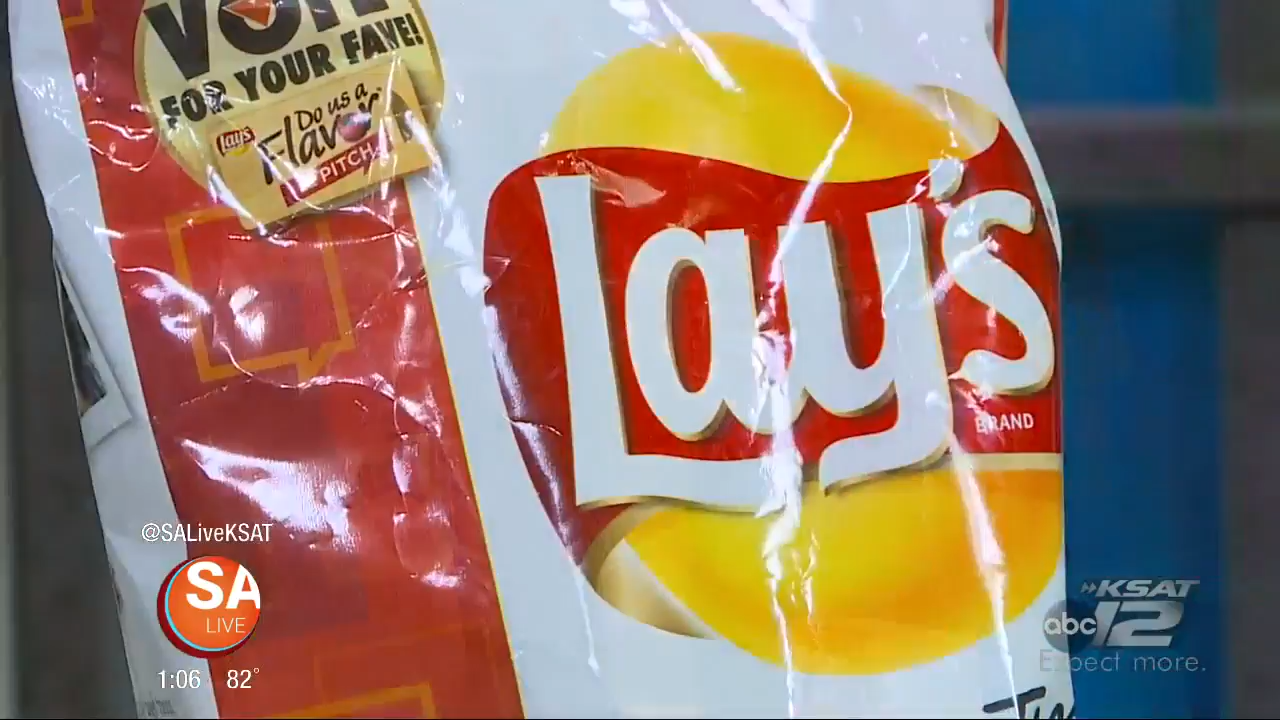 VOTE
FOR YOUR FAVE!
Lay's
Do us a
Flavor
PITCH
Lay's
BRAND
@SALiveKSAT
SA
LIVE
1:06 82°
»KSAT
abc 12
Expect more.